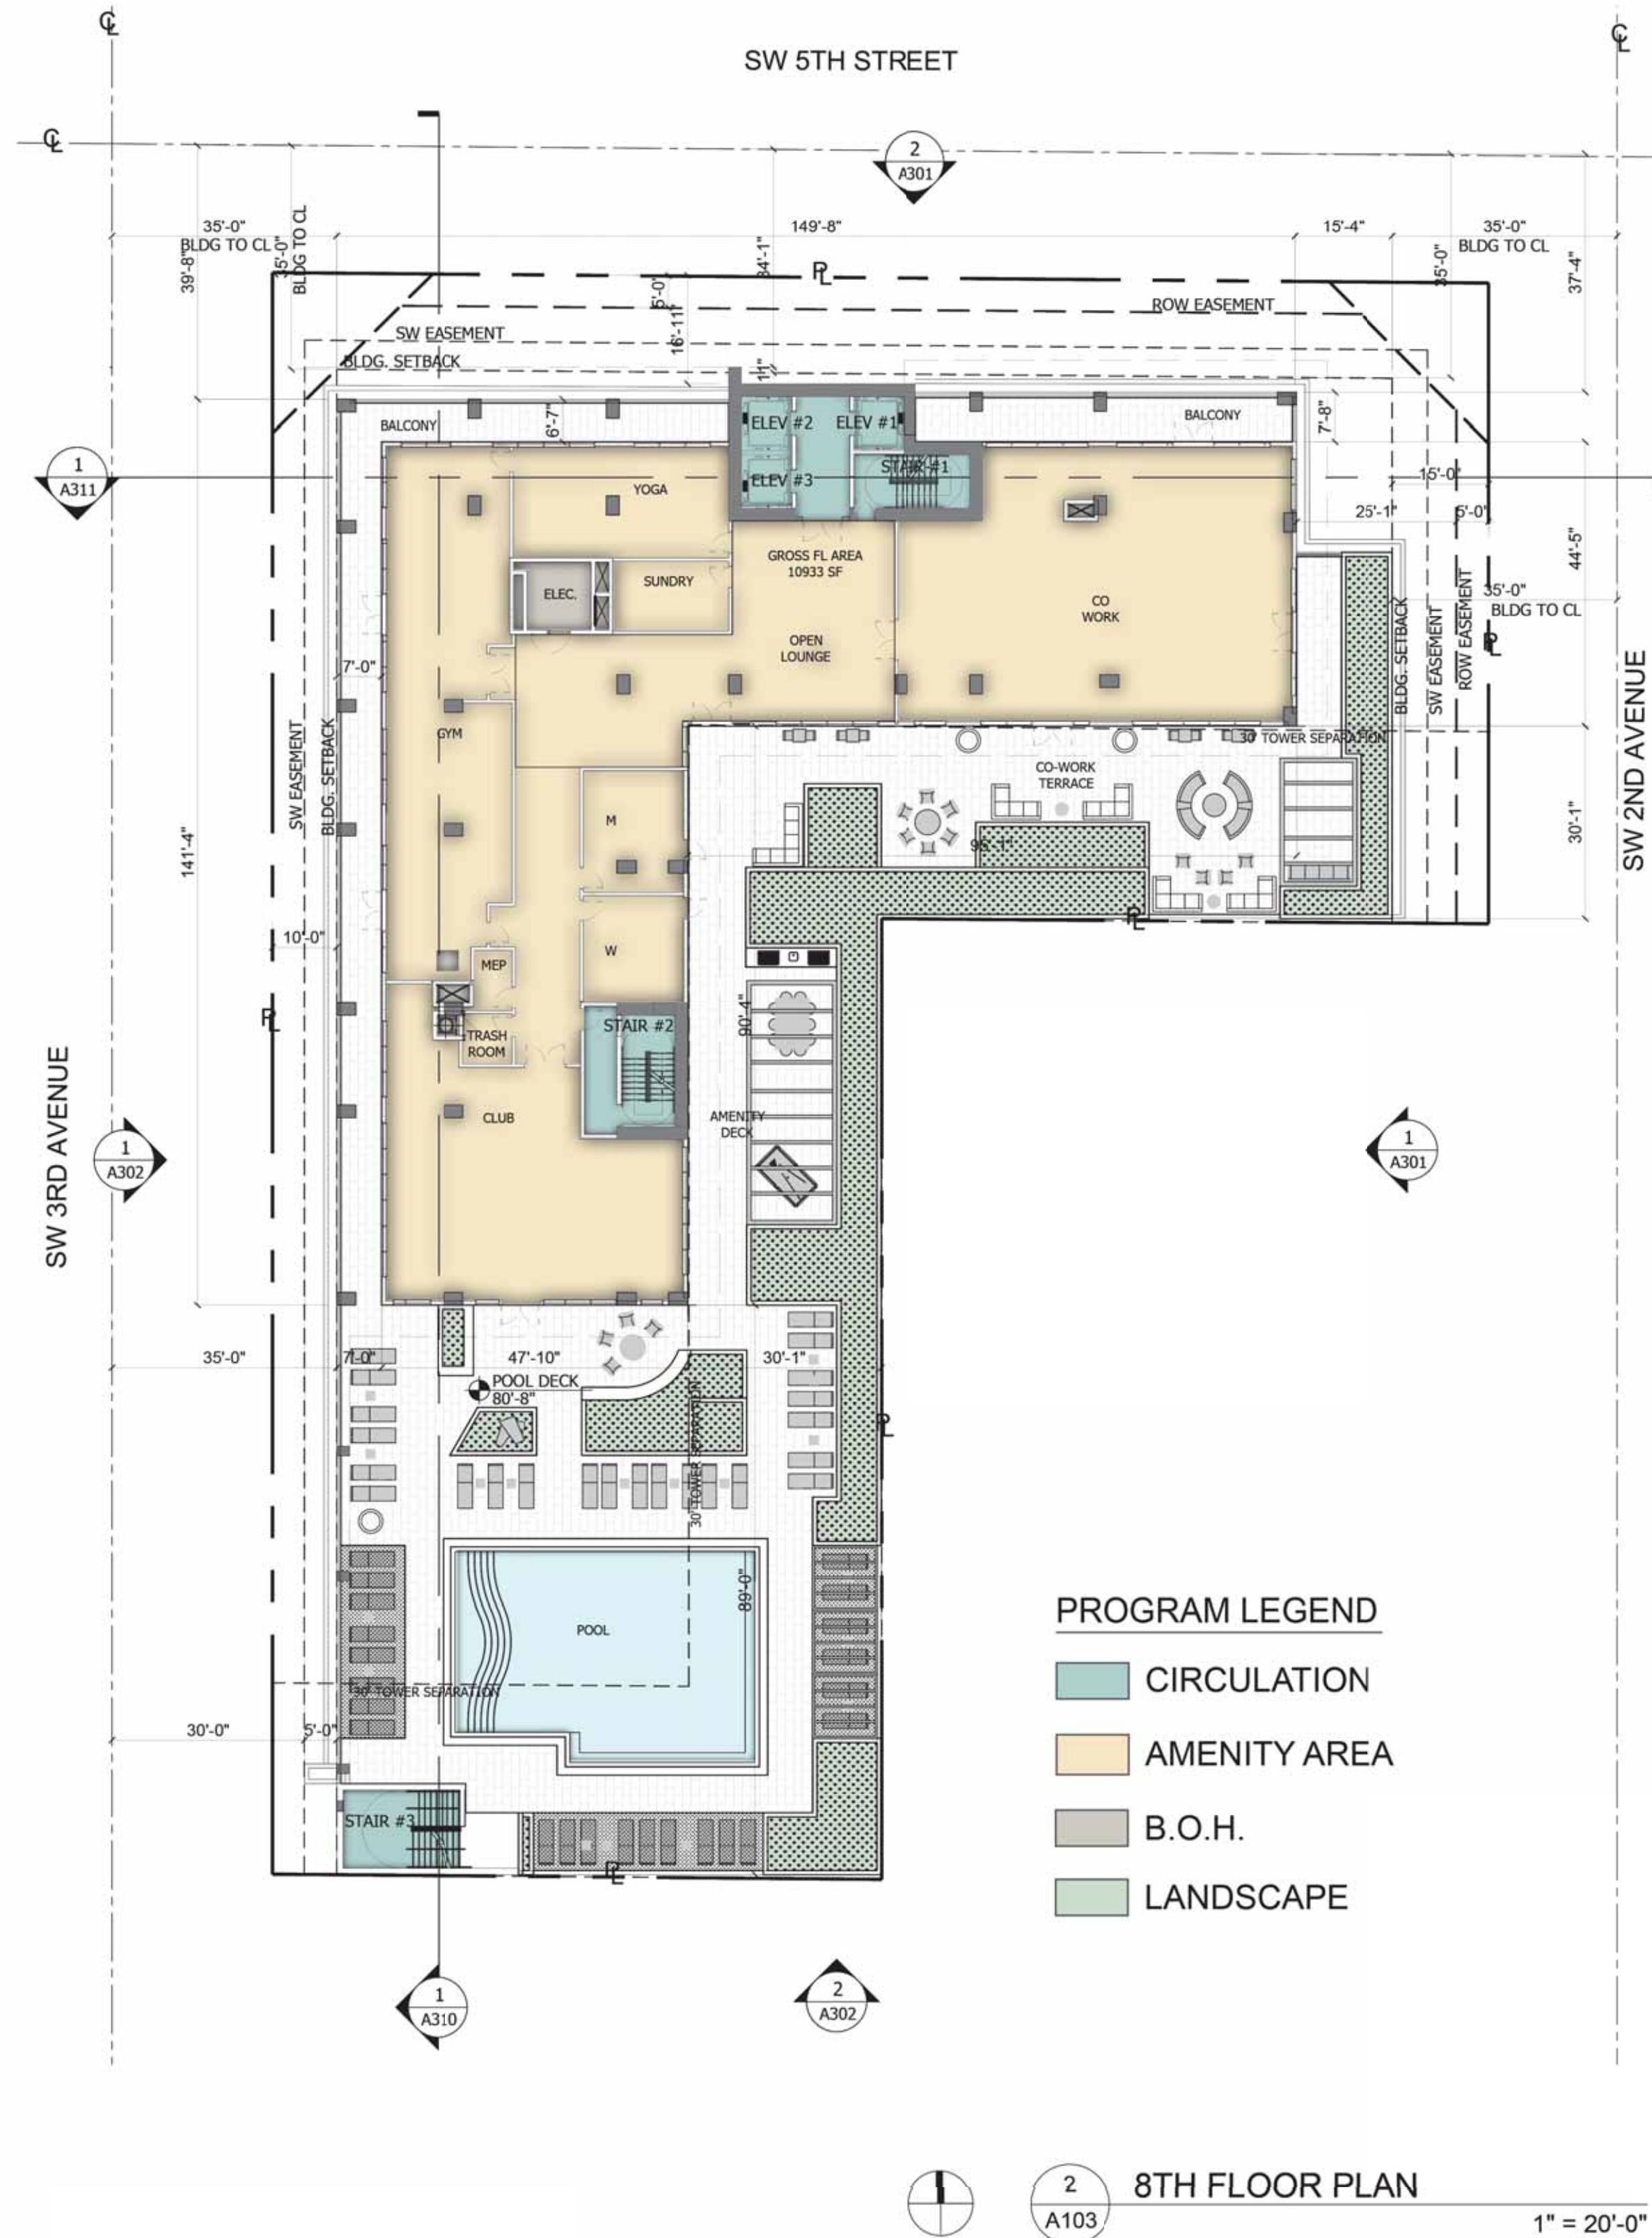 SW 5TH STREET
2
A301
35'-0"
BLDG TO CL
39'-8"
35'-0"
BLDG TO CL
149'-8"
34'-1"
15'-4"
35'-0"
BLDG TO CL
35'-0"
37'-4"
PL
5'-0"
16'-11"
ROW EASEMENT
SW EASEMENT
BLDG. SETBACK
11"
BALCONY
6'-7"
ELEV #2
ELEV #1
BALCONY
7'-8"
1
A311
YOGA
ELEV #3
STAIR #1
15'-0"
25'-1"
5'-0"
44'-5"
GROSS FL AREA
10933 SF
ELEC.
SUNDRY
CO
WORK
35'-0"
BLDG TO CL
OPEN
LOUNGE
7'-0"
BLDG. SETBACK
SW EASEMENT
ROW EASEMENT
PL
SW 2ND AVENUE
GYM
SW EASEMENT
BLDG. SETBACK
30' TOWER SEPARATION
CO-WORK
TERRACE
M
141'-4"
95'-1"
30'-1"
PL
10'-0"
W
MEP
PL
90'-4"
STAIR #2
TRASH
ROOM
SW 3RD AVENUE
CLUB
AMENITY
DECK
1
A302
1
A301
35'-0"
7'-0"
47'-10"
30'-1"
POOL DECK
80'-8"
30' TOWER SEPARATION
PL
89'-0"
POOL
PROGRAM LEGEND
CIRCULATION
30' TOWER SEPARATION
30'-0"
5'-0"
AMENITY AREA
STAIR #3
B.O.H.
PL
LANDSCAPE
1
A310
2
A302
2
A103
8TH FLOOR PLAN
1" = 20'-0"